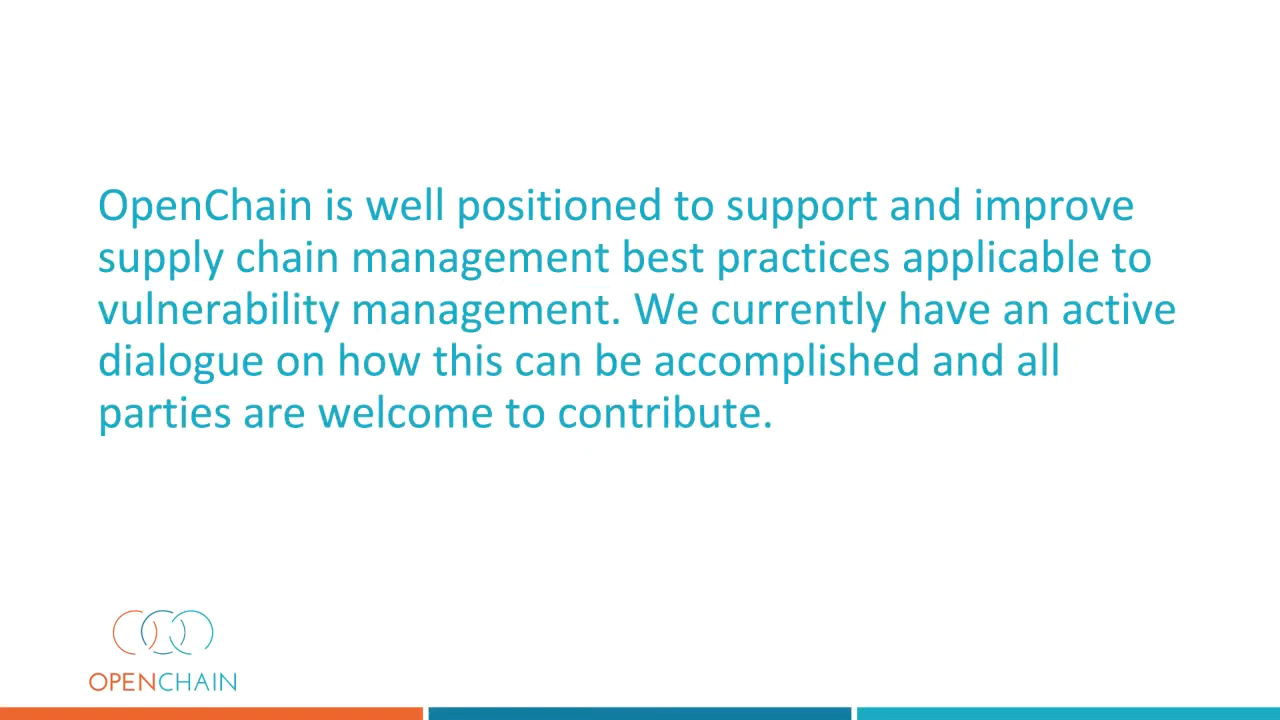 OpenChain is well positioned to support and improve
supply chain management best practices applicable to
vulnerability management. We currently have an active
dialogue on how this can be accomplished and all
parties are welcome to contribute.
OPENCHAIN